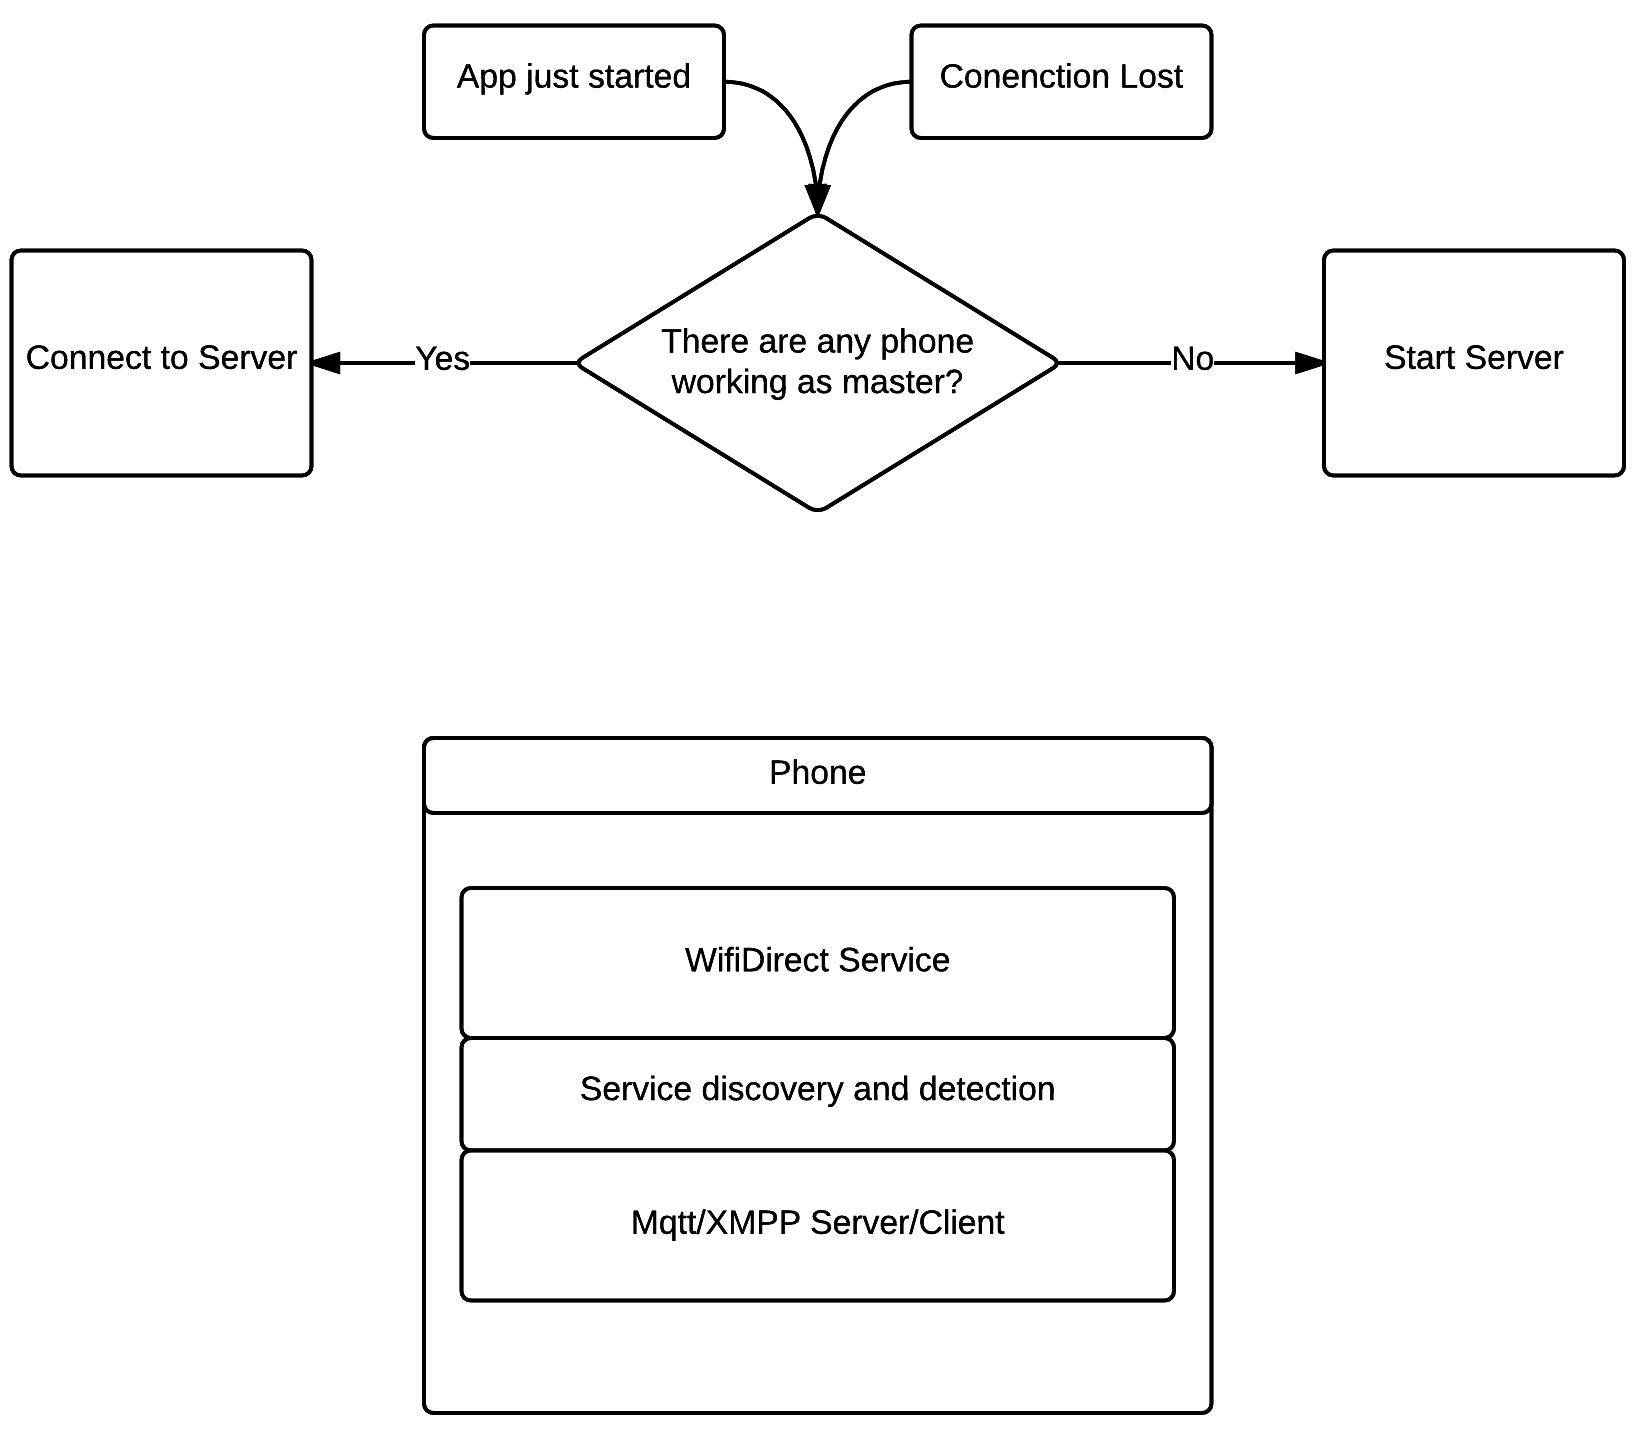 App just started
Conenction Lost
Connect to Server
Yes
There are any phone
working as master?
No
Start Server
Phone
WifiDirect Service
Service discovery and detection
Mqtt/XMPP Server/Client